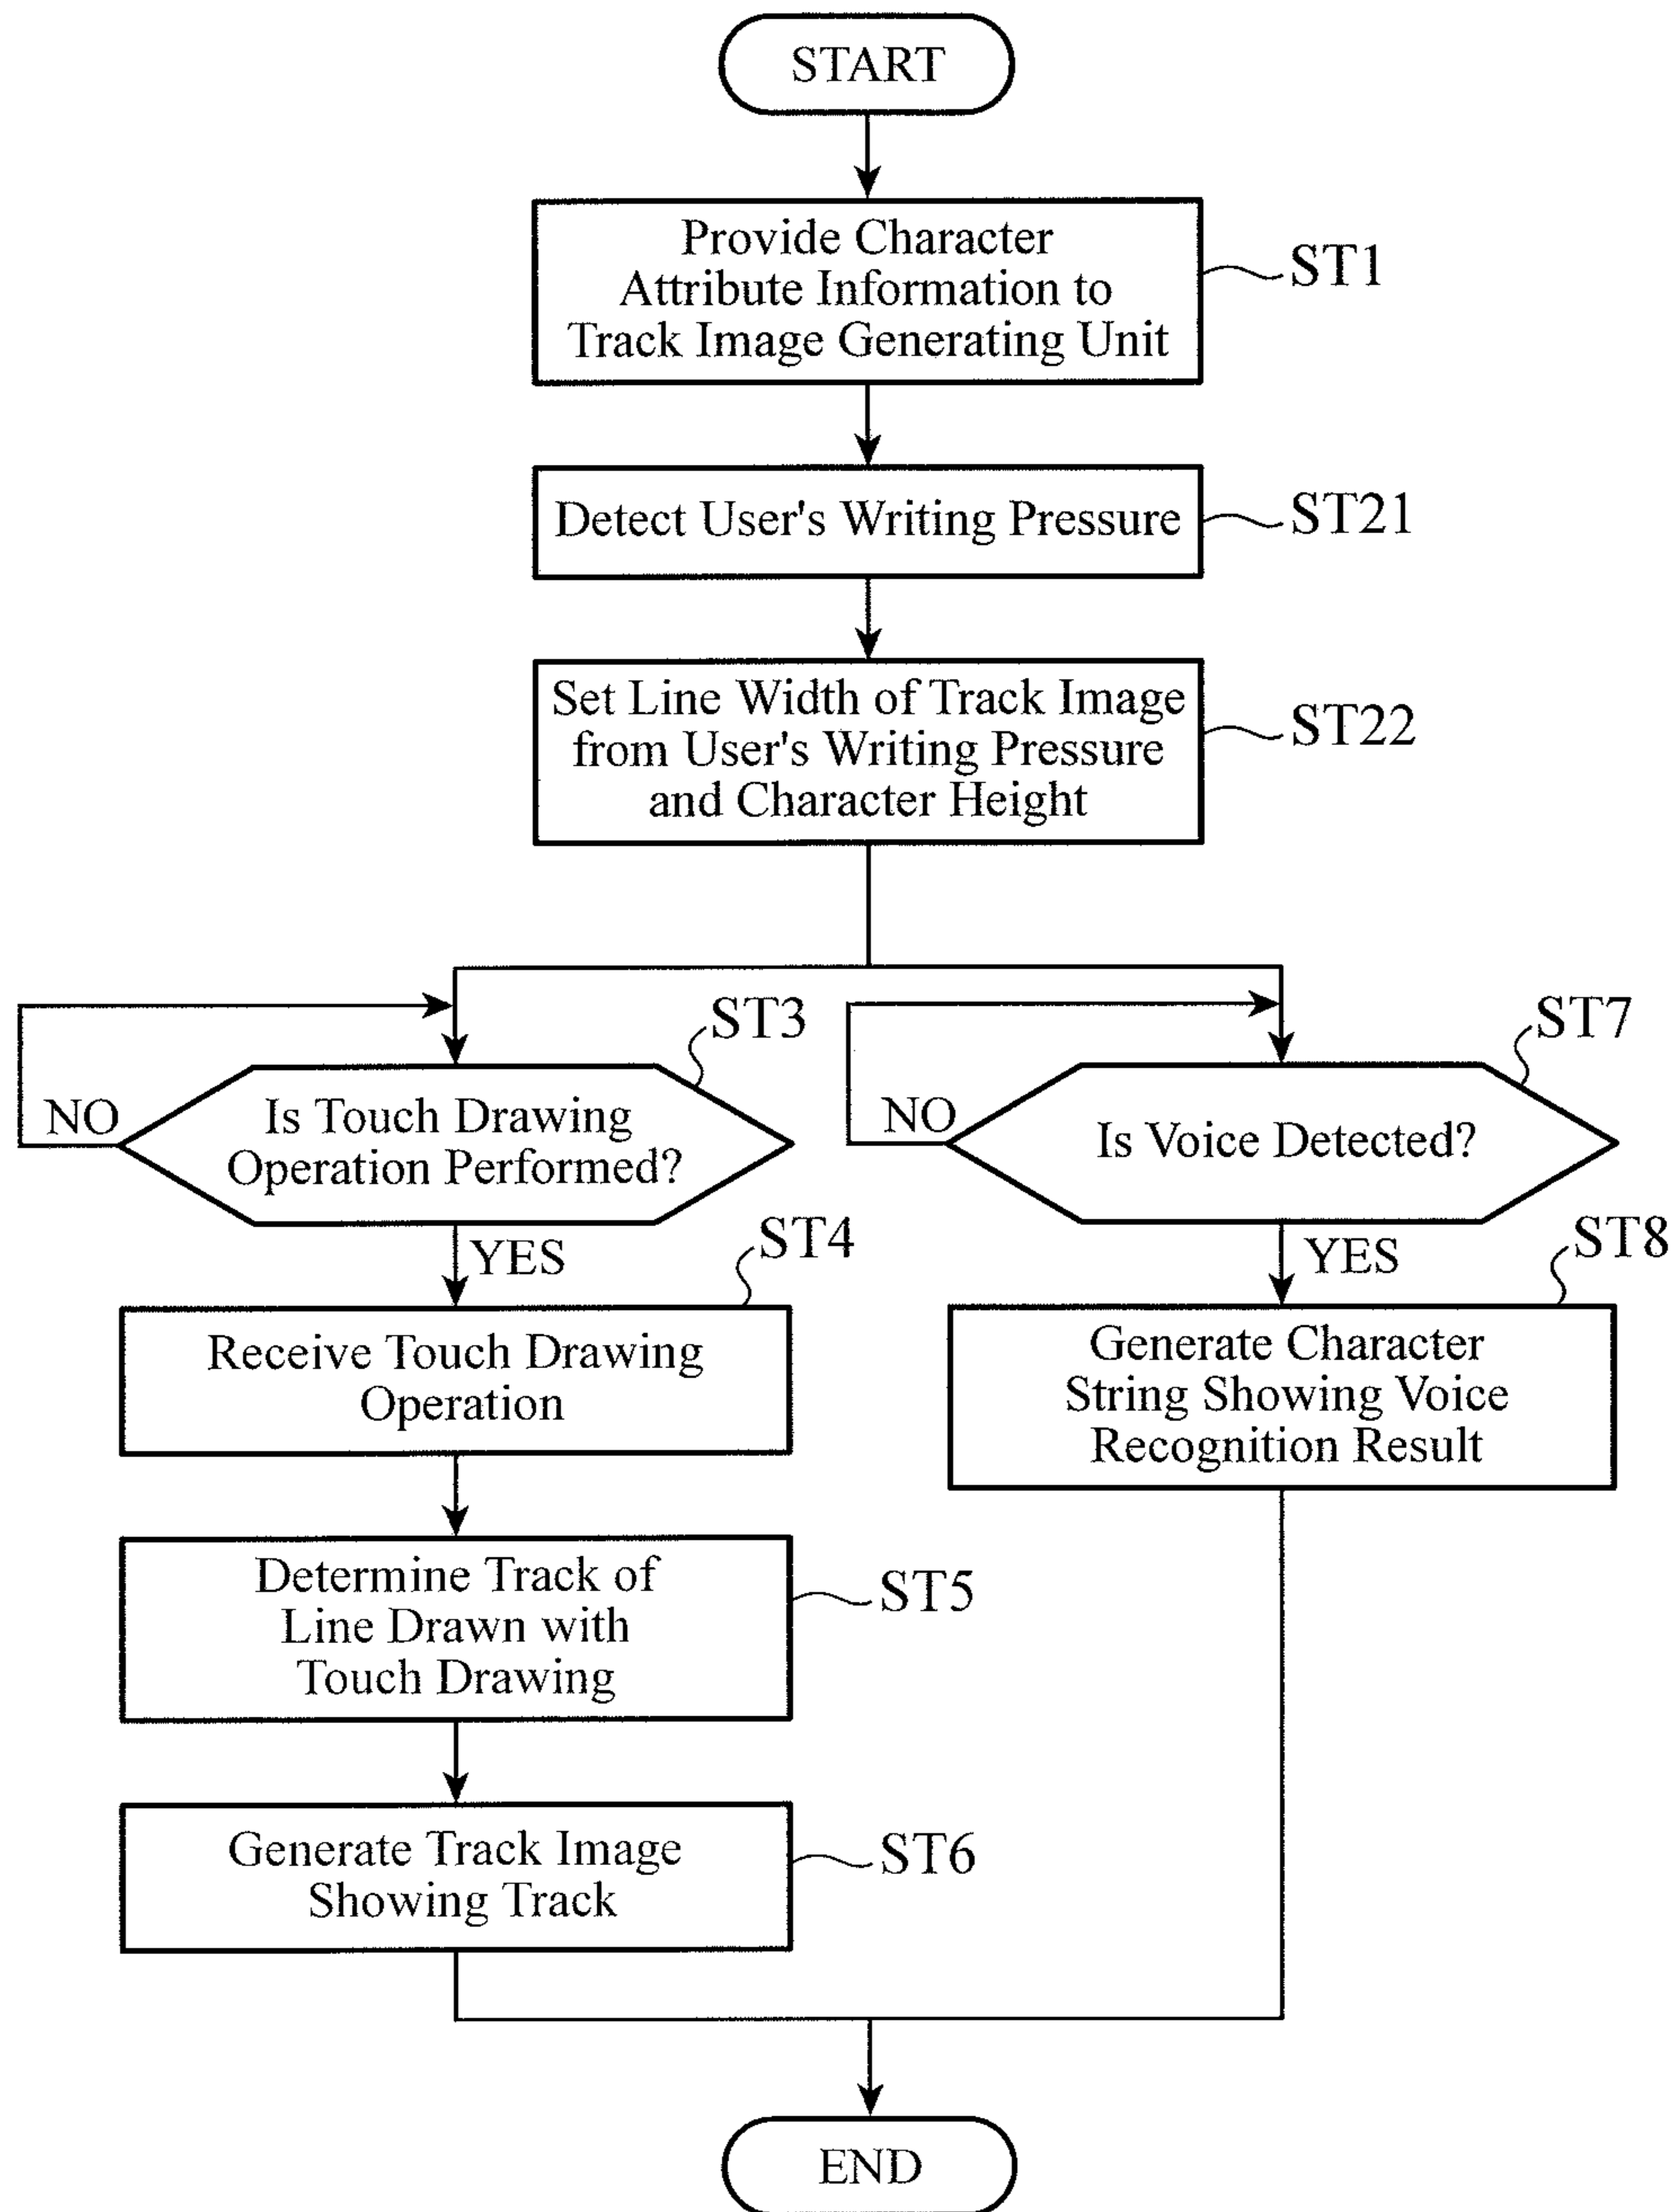 START
Provide Character
Attribute Information to
Track Image Generating Unit
ST1
Detect User's Writing Pressure
ST21
Set Line Width of Track Image
from User's Writing Pressure
and Character Height
ST22
ST3
NO
Is Touch Drawing
Operation Performed?
YES
ST4
Receive Touch Drawing
Operation
Determine Track of
Line Drawn with
Touch Drawing
ST5
Generate Track Image
Showing Track
ST6
ST7
NO
Is Voice Detected?
YES
ST8
Generate Character
String Showing Voice
Recognition Result
END